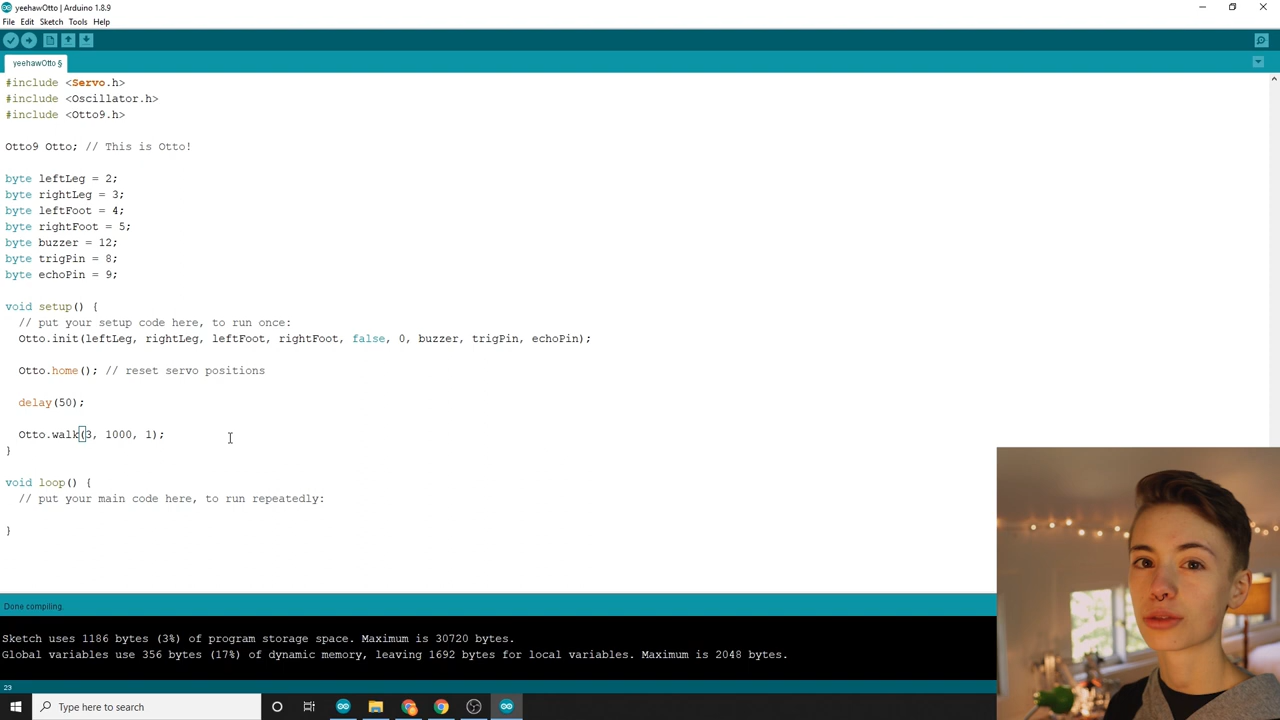 yeehawOtto | Arduino 1.8.9
File Edit Sketch Tools Help
yeehawOtto §
#include <Servo.h>
#include <Oscillator.h>
#include <Otto9.h>
Otto9 Otto; // This is Otto!
byte leftLeg = 2;
byte rightLeg = 3;
byte leftFoot = 4;
byte rightFoot = 5;
byte buzzer = 12;
byte trigPin = 8;
byte echoPin = 9;
void setup() {
// put your setup code here, to run once:
Otto.init(leftLeg, rightLeg, leftFoot, rightFoot, false, 0, buzzer, trigPin, echoPin);
Otto.home(); // reset servo positions
delay(50);
Otto.walk(3, 1000, 1);
}
void loop() {
// put your main code here, to run repeatedly:
}
Done compiling.
Sketch uses 1186 bytes (3%) of program storage space. Maximum is 30720 bytes.
Global variables use 356 bytes (17%) of dynamic memory, leaving 1692 bytes for local variables. Maximum is 2048 bytes.
23
Type here to search